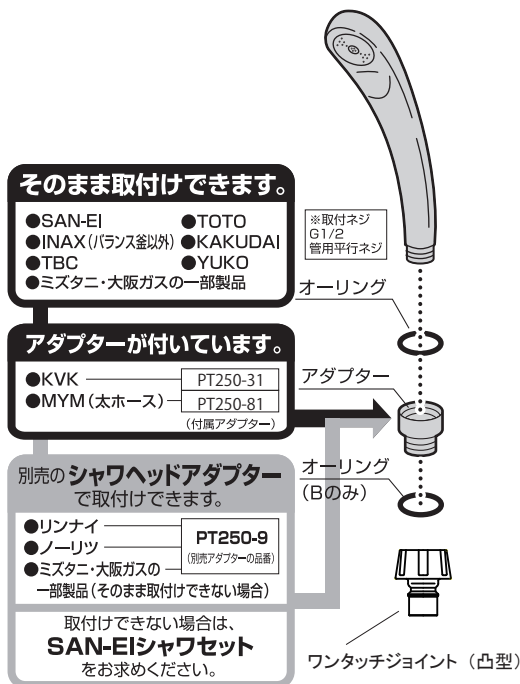 そのまま取付けできます。
●SAN-EI ●TOTO
●INAX(バランス釜以外) ●KAKUDAI
●TBC ●YUKO
●ミズタニ・大阪ガスの一部製品
アダプターが付いています。
●KVK PT250-31
●MYM(太ホース) PT250-81
(付属アダプター)
別売のシャワヘッドアダプター
で取付けできます。
●リンナイ
●ノーリツ
●ミズタニ・大阪ガスの
一部製品(そのまま取付けできない場合)
PT250-9
(別売アダプターの品番)
取付けできない場合は、
SAN-EIシャワセット
をお求めください。
※取付ネジ
G1/2
管用平行ネジ
オーリング
アダプター
オーリング
(Bのみ)
ワンタッチジョイント(凸型)